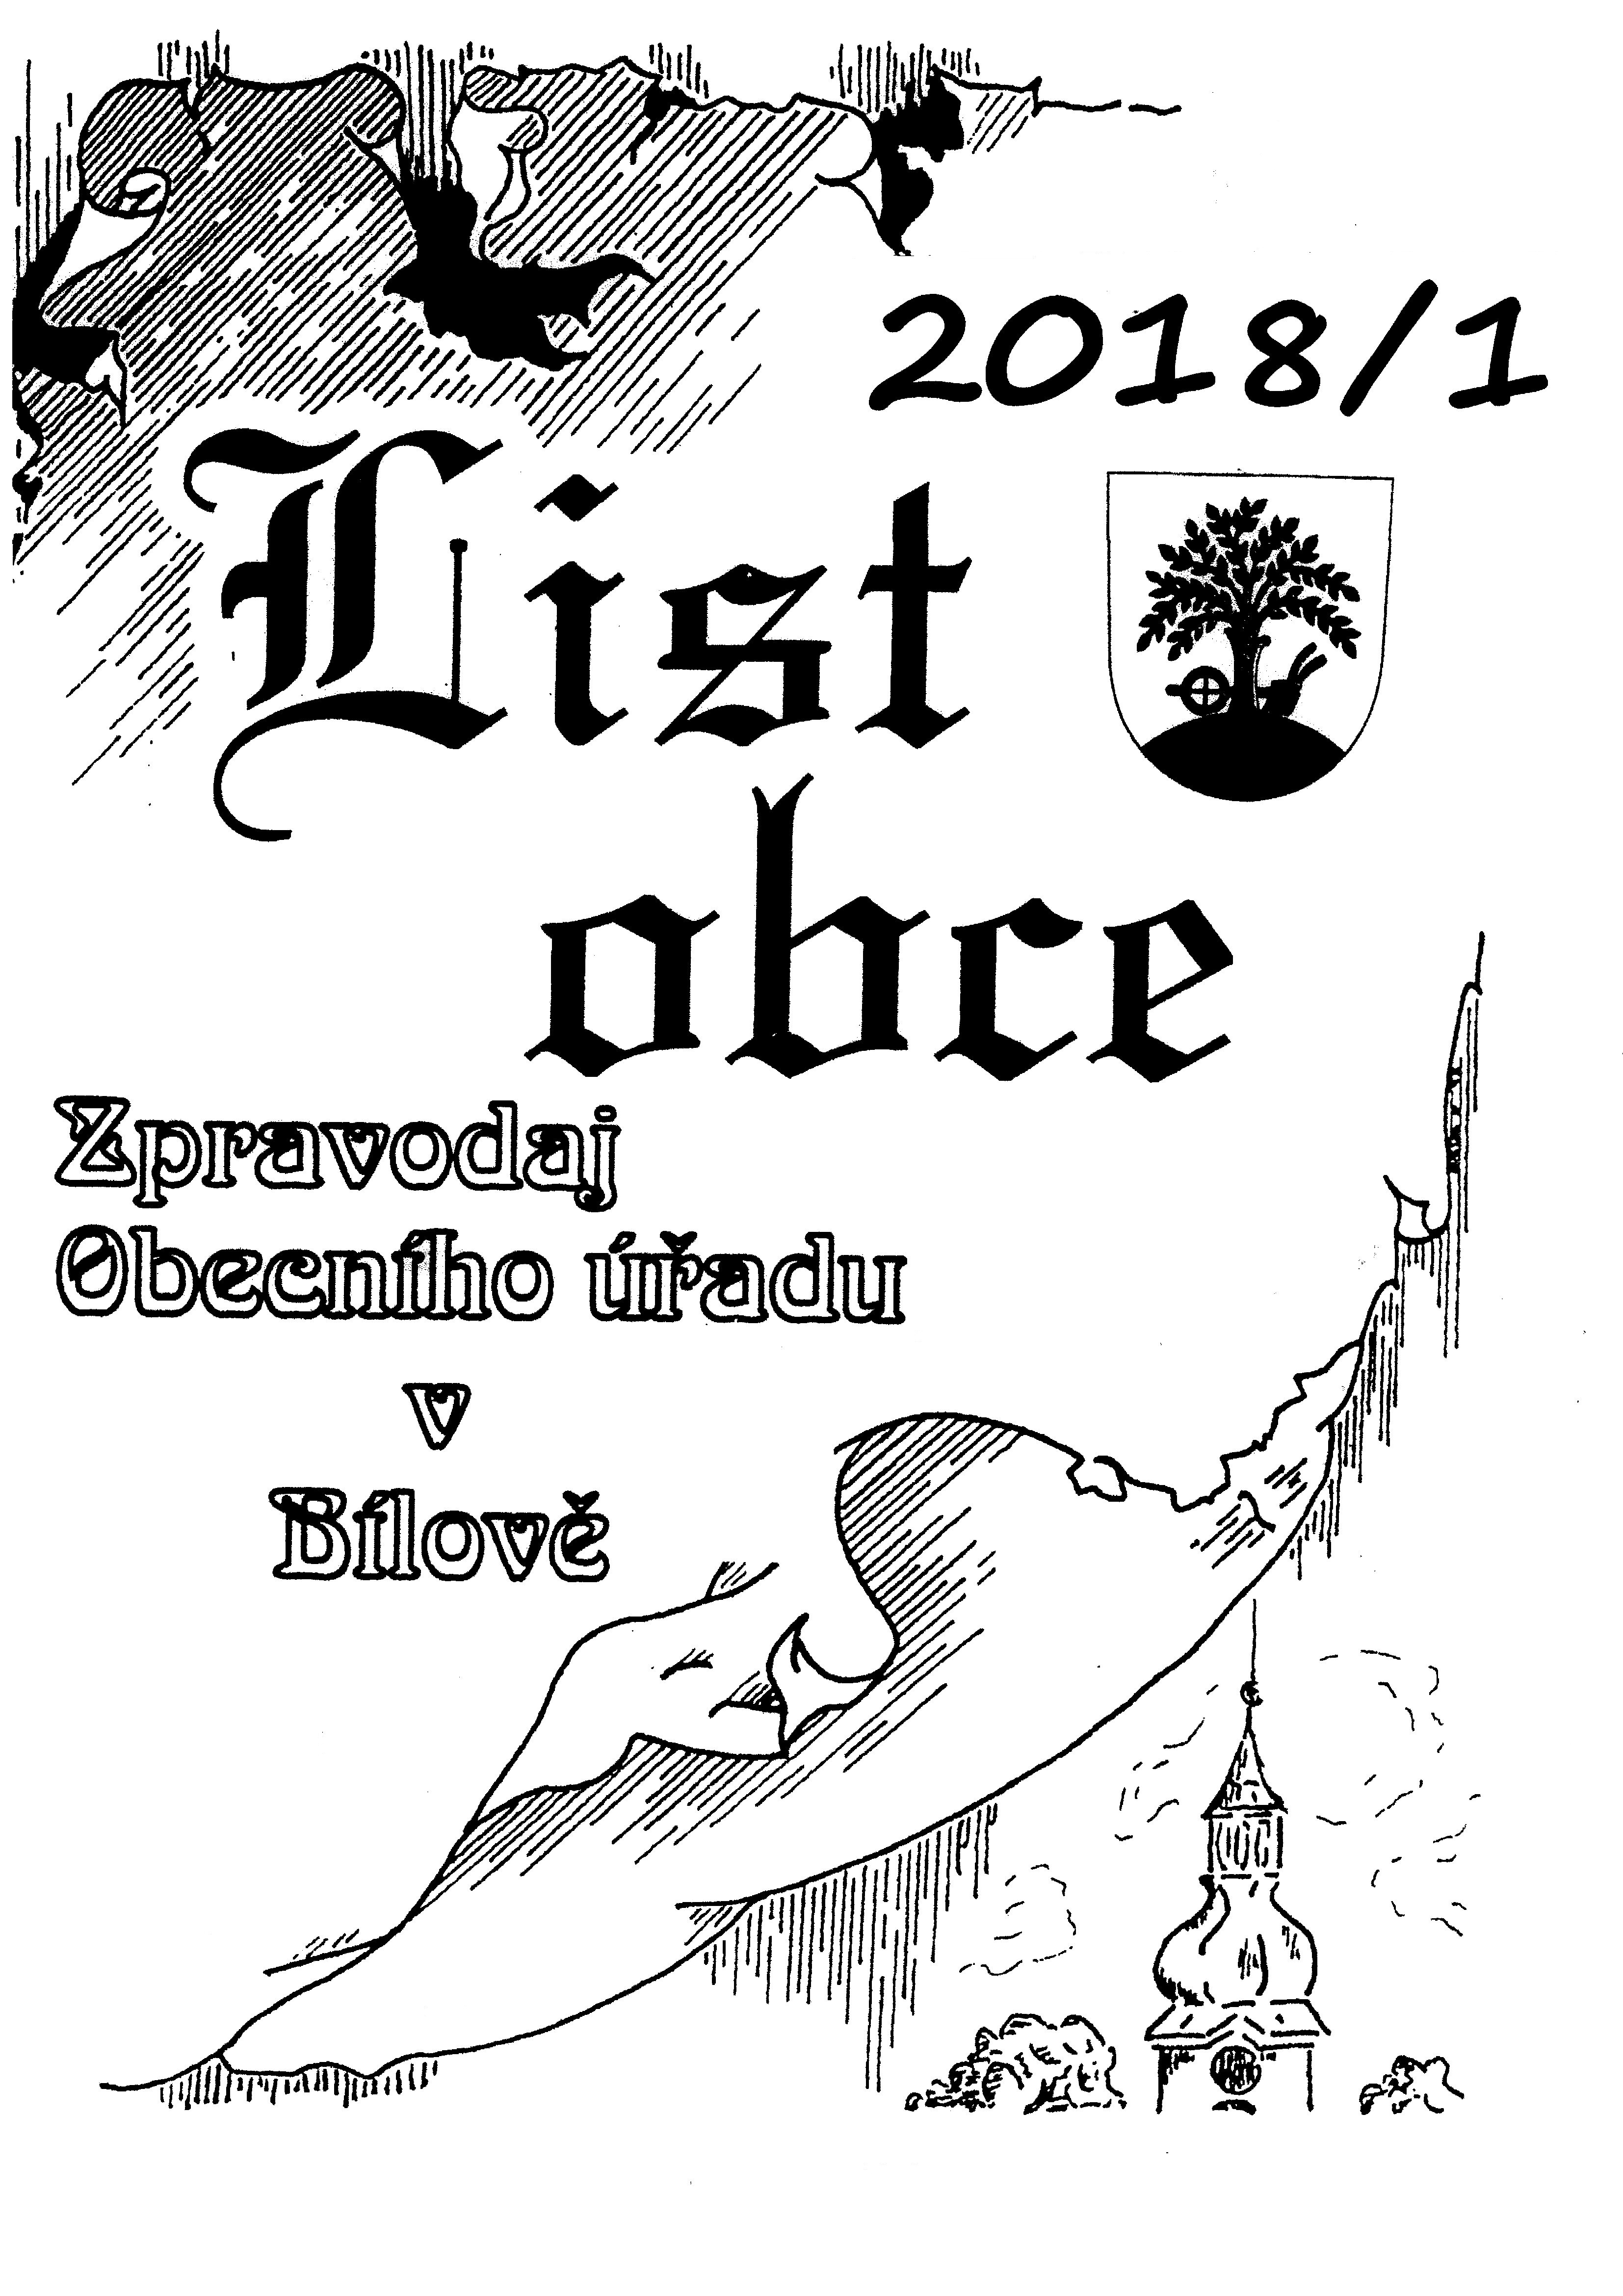 2018/1
List
obce
Zpravodaj
Obecního úřadu
v
Bílově